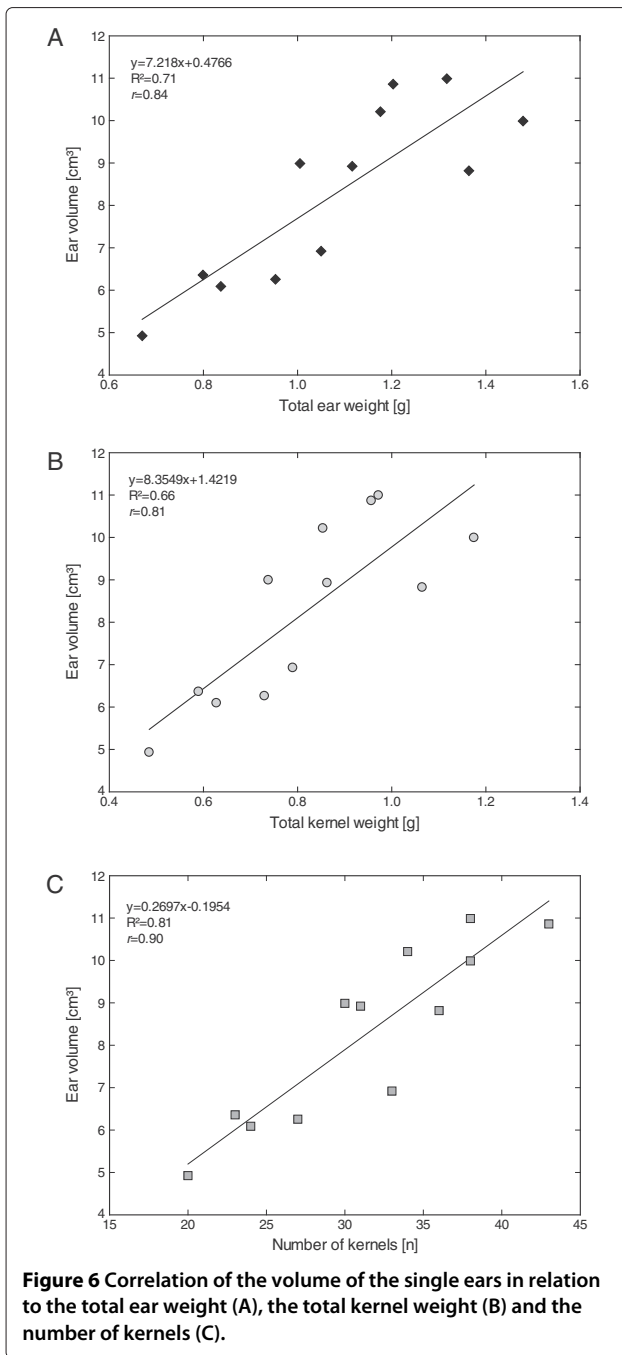 A
y=7.218x+0.4766
R²=0.71
r=0.84
12
11
10
9
8
7
6
5
4
Ear volume [cm³]
0.6 0.8 1.0 1.2 1.4 1.6
Total ear weight [g]
B
y=8.3549x+1.4219
R²=0.66
r=0.81
12
11
10
9
8
7
6
5
4
Ear volume [cm³]
0.4 0.6 0.8 1.0 1.2 1.4
Total kernel weight [g]
C
y=0.2697x-0.1954
R²=0.81
r=0.90
12
11
10
9
8
7
6
5
4
Ear volume [cm³]
15 20 25 30 35 40 45
Number of kernels [n]
Figure 6 Correlation of the volume of the single ears in relation
to the total ear weight (A), the total kernel weight (B) and the
number of kernels (C).